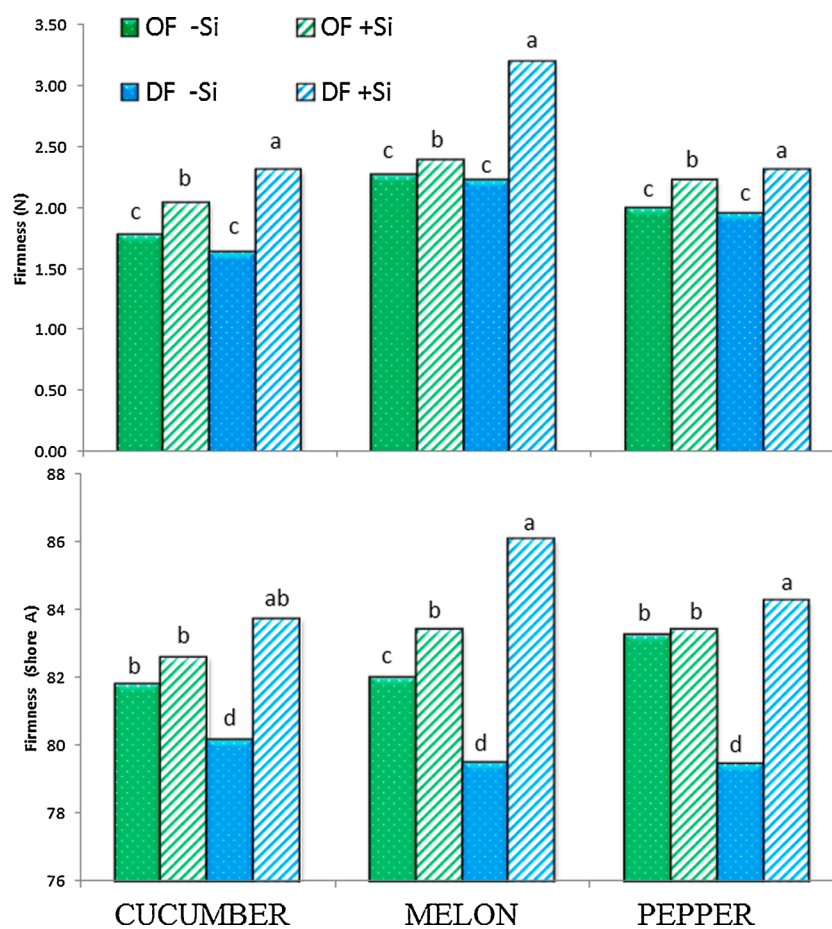 OF -Si OF +Si
DF -Si DF +Si
Firmness (N)
3.50
3.00
2.50
2.00
1.50
1.00
0.50
0.00
c b c a
c b c a
c b c a
Firmness (Shore A)
88
86
84
82
80
78
76
b b d ab
c b d a
b b d a
CUCUMBER MELON PEPPER